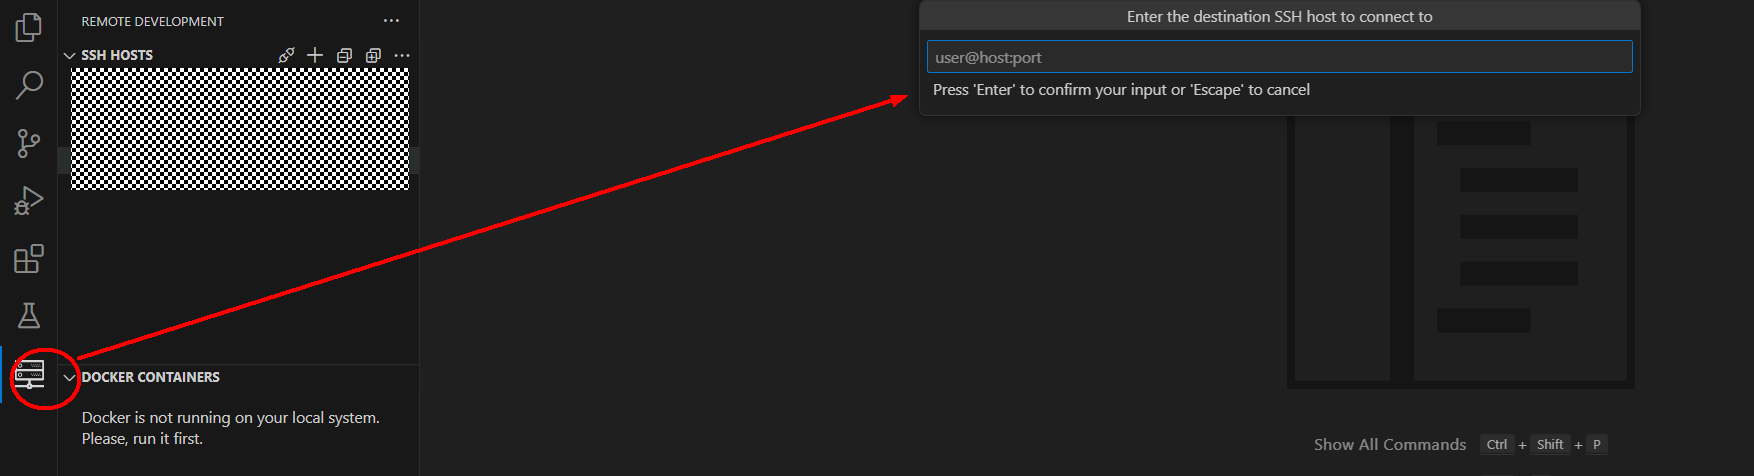 REMOTE DEVELOPMENT
SSH HOSTS
DOCKER CONTAINERS
Docker is not running on your local system.
Please, run it first.
Enter the destination SSH host to connect to
user@host:port
Press 'Enter' to confirm your input or 'Escape' to cancel
Show All Commands Ctrl + Shift + P